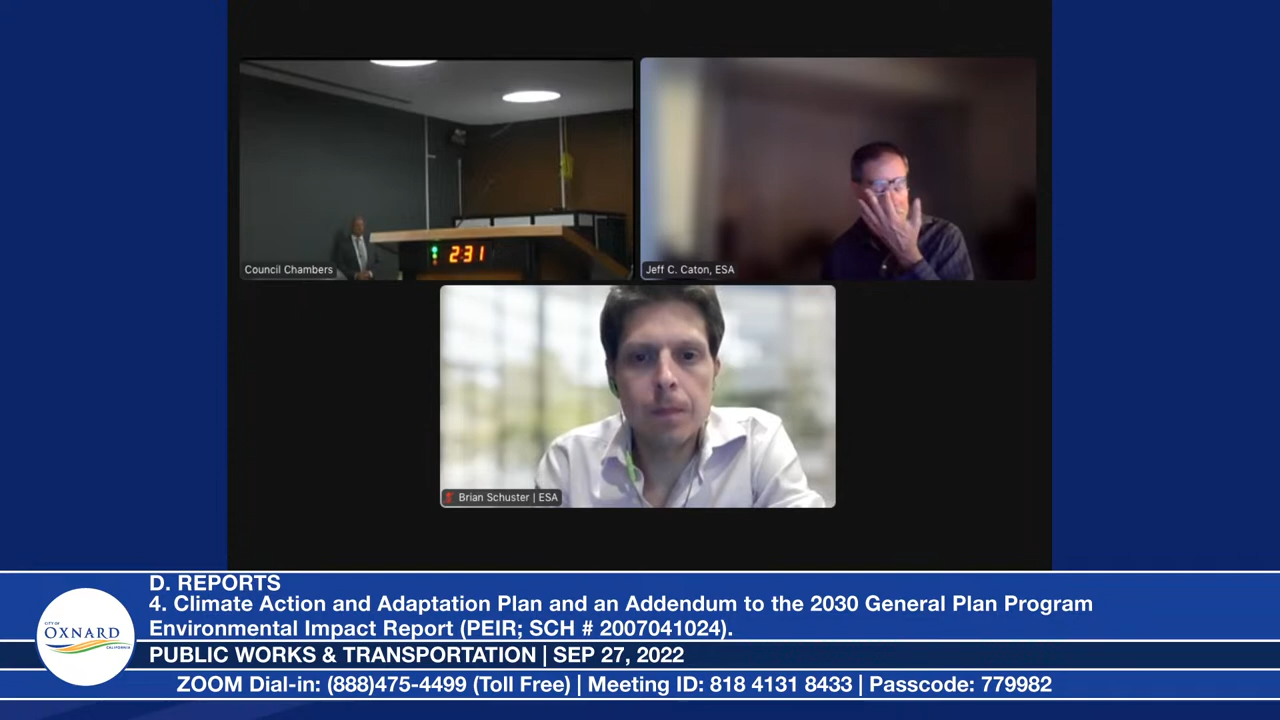 Council Chambers
2:31
Jeff C. Caton, ESA
Brian Schuster | ESA
D. REPORTS
4. Climate Action and Adaptation Plan and an Addendum to the 2030 General Plan Program
Environmental Impact Report (PEIR; SCH # 2007041024).
CITY OF
OXNARD
CALIFORNIA
PUBLIC WORKS & TRANSPORTATION | SEP 27, 2022
ZOOM Dial-in: (888)475-4499 (Toll Free) | Meeting ID: 818 4131 8433 | Passcode: 779982